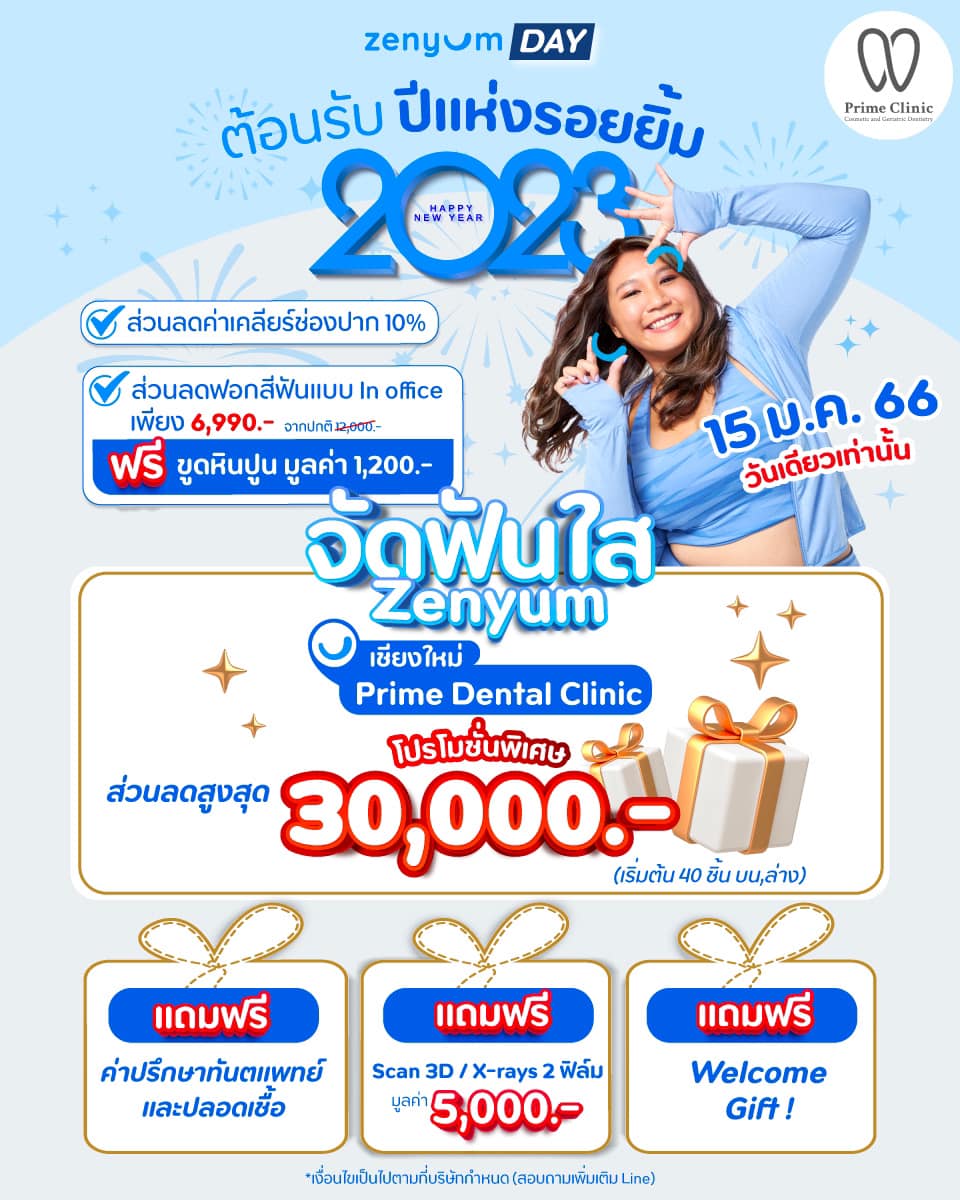 zenyum DAY
Prime Clinic
Cosmetic and Geriatric Dentistry
ต้อนรับ ปีแห่งรอยยิ้ม
2023
HAPPY
NEW YEAR
ส่วนลดค่าเคลียร์ช่องปาก 10%
ส่วนลดฟอกสีฟันแบบ In office
เพียง 6,990.- จากปกติ 12,000.-
ฟรี ขูดหินปูน มูลค่า 1,200.-
15 ม.ค. 66
วันเดียวเท่านั้น
จัดฟันใส
Zenyum
เชียงใหม่
Prime Dental Clinic
โปรโมชั่นพิเศษ
ส่วนลดสูงสุด 30,000.-
(เริ่มต้น 40 ชิ้น บน,ล่าง)
แถมฟรี
ค่าปรึกษาทันตแพทย์
และปลอดเชื้อ
แถมฟรี
Scan 3D / X-rays 2 ฟิล์ม
มูลค่า 5,000.-
แถมฟรี
Welcome
Gift !
*เงื่อนไขเป็นไปตามที่บริษัทกำหนด (สอบถามเพิ่มเติม Line)